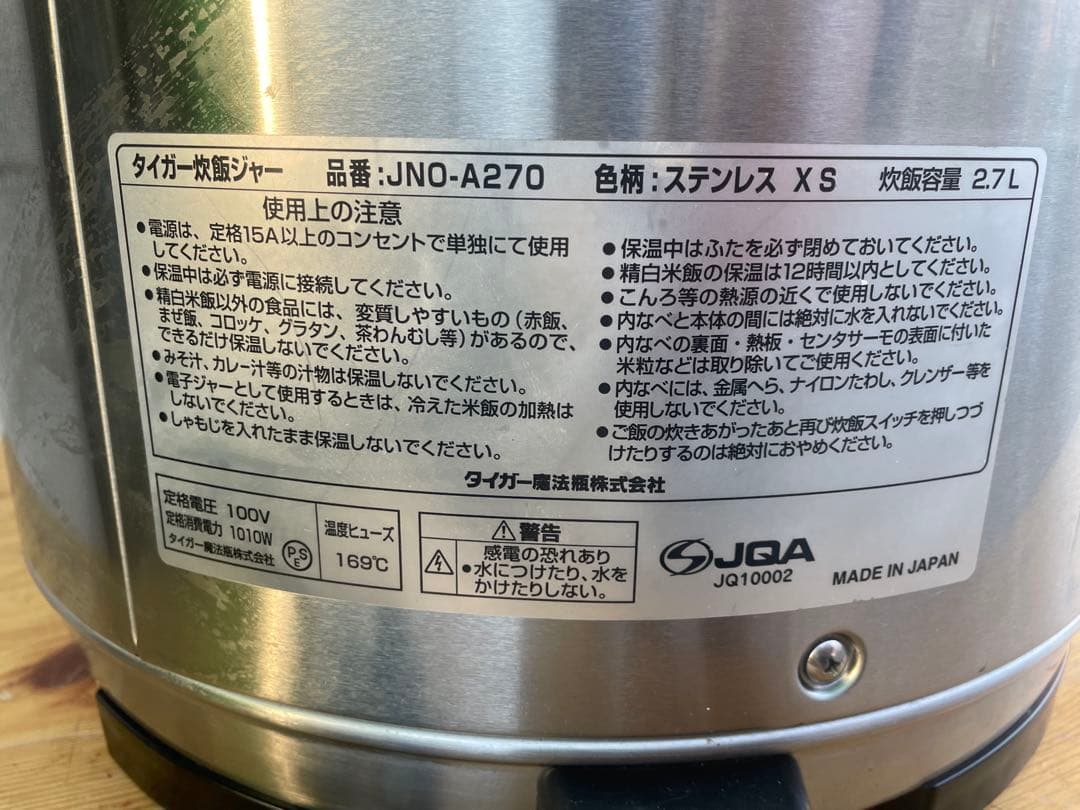 タイガー炊飯ジャー 品番:JNO-A270 色柄:ステンレス XS 炊飯容量 2.7L
使用上の注意
●電源は、定格15A以上のコンセントで単独にて使用
してください。
●保温中は必ず電源に接続してください。
●精白米飯以外の食品には、変質しやすいもの(赤飯、
まぜ飯、コロッケ、グラタン、茶わんむし等)があるので、
できるだけ保温しないでください。
●みそ汁、カレー汁等の汁物は保温しないでください。
●電子ジャーとして使用するときは、冷えた米飯の加熱は
しないでください。
●しゃもじを入れたまま保温しないでください。
●保温中はふたを必ず閉めておいてください。
●精白米飯の保温は12時間以内としてください。
●こんろ等の熱源の近くで使用しないでください。
●内なべと本体の間には絶対に水を入れないでください。
●内なべの裏面・熱板・センタサーモの表面に付いた
米粒などは取り除いてご使用ください。
●内なべには、金属へら、ナイロンたわし、クレンザー等を
使用しないでください。
●ご飯の炊きあがったあと再び炊飯スイッチを押しつづ
けたりするのは絶対におやめください。
タイガー魔法瓶株式会社
定格電圧 100V
定格消費電力 1010W
タイガー魔法瓶株式会社
PSE
温度ヒューズ
169℃
⚠警告
感電の恐れあり
●水につけたり、水を
かけたりしない。
JQA
JQ10002
MADE IN JAPAN